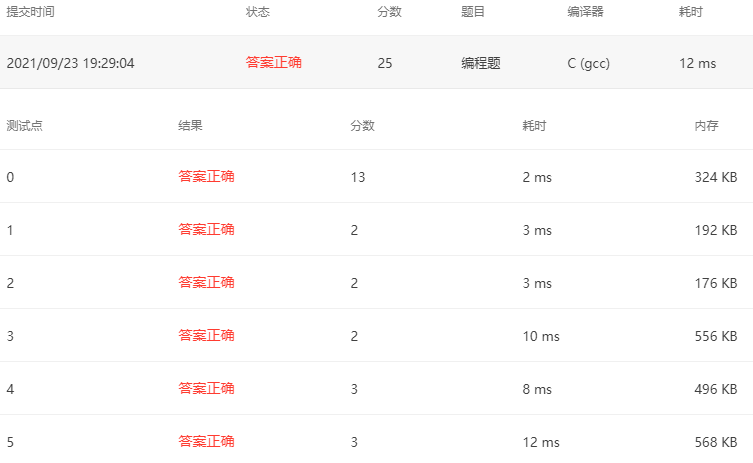 提交时间 状态 分数 题目 编译器 耗时
2021/09/23 19:29:04 答案正确 25 编程题 C (gcc) 12 ms
测试点 结果 分数 耗时 内存
0 答案正确 13 2 ms 324 KB
1 答案正确 2 3 ms 192 KB
2 答案正确 2 3 ms 176 KB
3 答案正确 2 10 ms 556 KB
4 答案正确 3 8 ms 496 KB
5 答案正确 3 12 ms 568 KB